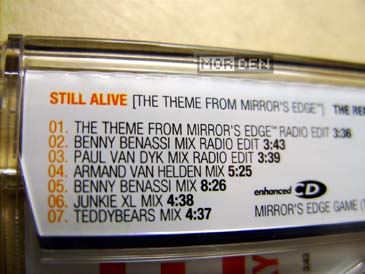 MORDEN
STILL ALIVE [THE THEME FROM MIRROR'S EDGE™] THE
01. THE THEME FROM MIRROR'S EDGE™ RADIO EDIT 3:36
02. BENNY BENASSI MIX RADIO EDIT 3:43
03. PAUL VAN DYK MIX RADIO EDIT 3:39
04. ARMAND VAN HELDEN MIX 5:25
05. BENNY BENASSI MIX 8:26
06. JUNKIE XL MIX 4:38
07. TEDDYBEARS MIX 4:37
enhanced CD
MIRROR'S EDGE GAME